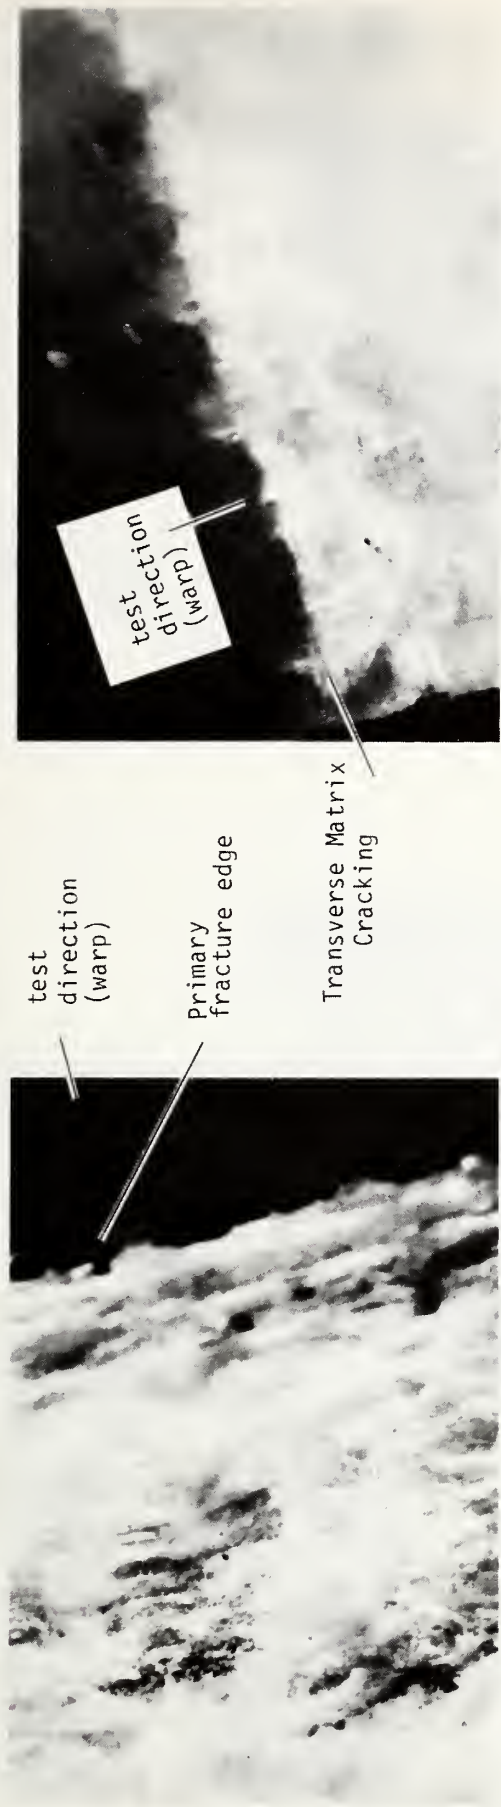 test
direction
(warp)
Primary
fracture edge
Transverse Matrix
Cracking
test
direction
(warp)